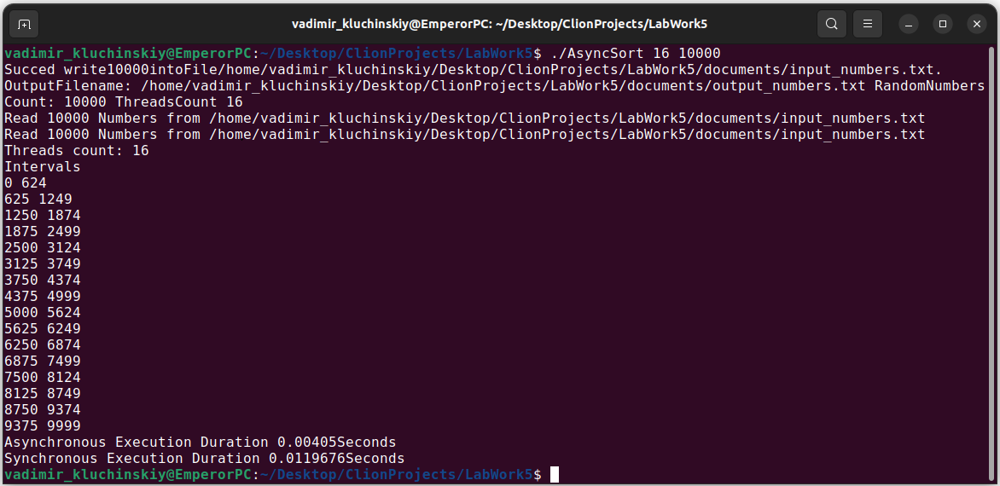 vadimir_kluchinskiy@EmperorPC: ~/Desktop/ClionProjects/LabWork5
vadimir_kluchinskiy@EmperorPC:~/Desktop/ClionProjects/LabWork5$ ./AsyncSort 16 10000
Succed write10000intoFile/home/vadimir_kluchinskiy/Desktop/ClionProjects/LabWork5/documents/input_numbers.txt.
OutputFilename: /home/vadimir_kluchinskiy/Desktop/ClionProjects/LabWork5/documents/output_numbers.txt RandomNumbers
Count: 10000 ThreadsCount 16
Read 10000 Numbers from /home/vadimir_kluchinskiy/Desktop/ClionProjects/LabWork5/documents/input_numbers.txt
Read 10000 Numbers from /home/vadimir_kluchinskiy/Desktop/ClionProjects/LabWork5/documents/input_numbers.txt
Threads count: 16
Intervals
0 624
625 1249
1250 1874
1875 2499
2500 3124
3125 3749
3750 4374
4375 4999
5000 5624
5625 6249
6250 6874
6875 7499
7500 8124
8125 8749
8750 9374
9375 9999
Asynchronous Execution Duration 0.00405Seconds
Synchronous Execution Duration 0.0119676Seconds
vadimir_kluchinskiy@EmperorPC:~/Desktop/ClionProjects/LabWork5$